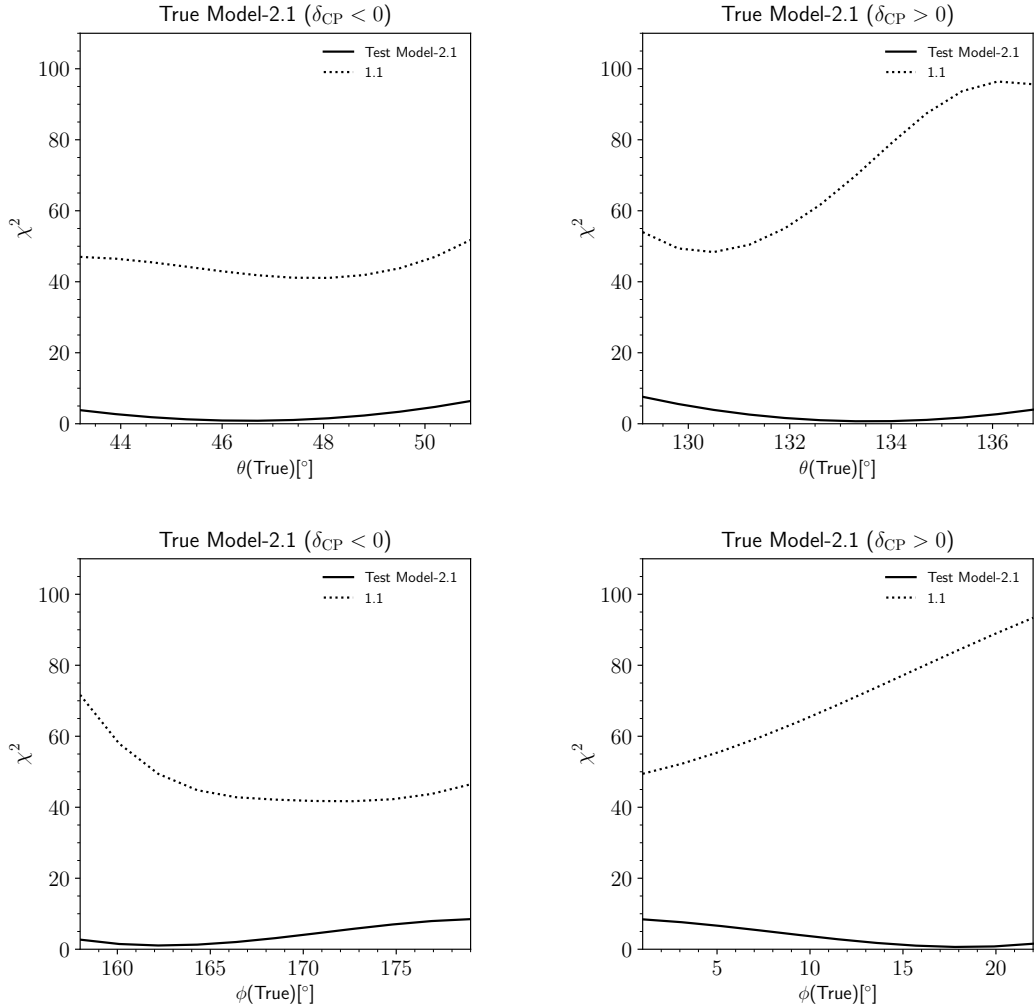 True Model-2.1 (δCP < 0)
Test Model-2.1
1.1
100
80
60
40
20
0
χ²
44 46 48 50
θ(True)[°]
True Model-2.1 (δCP > 0)
Test Model-2.1
1.1
100
80
60
40
20
0
χ²
130 132 134 136
θ(True)[°]
True Model-2.1 (δCP < 0)
Test Model-2.1
1.1
100
80
60
40
20
0
χ²
160 165 170 175
ϕ(True)[°]
True Model-2.1 (δCP > 0)
Test Model-2.1
1.1
100
80
60
40
20
0
χ²
5 10 15 20
ϕ(True)[°]